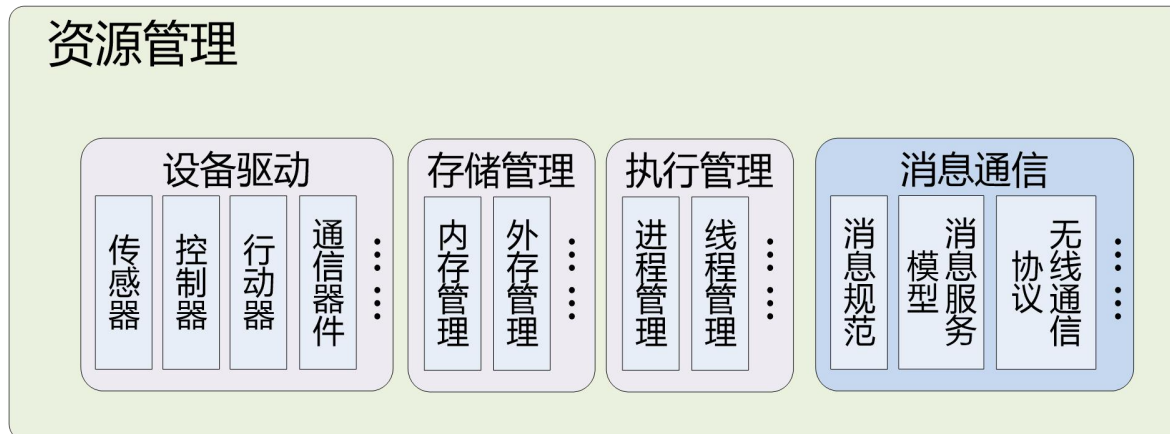 资源管理
设备驱动
传感器
控制器
行动器
通信器件
存储管理
内存管理
外存管理
执行管理
进程管理
线程管理
消息通信
消息规范
消息服务
模型
无线通信
协议